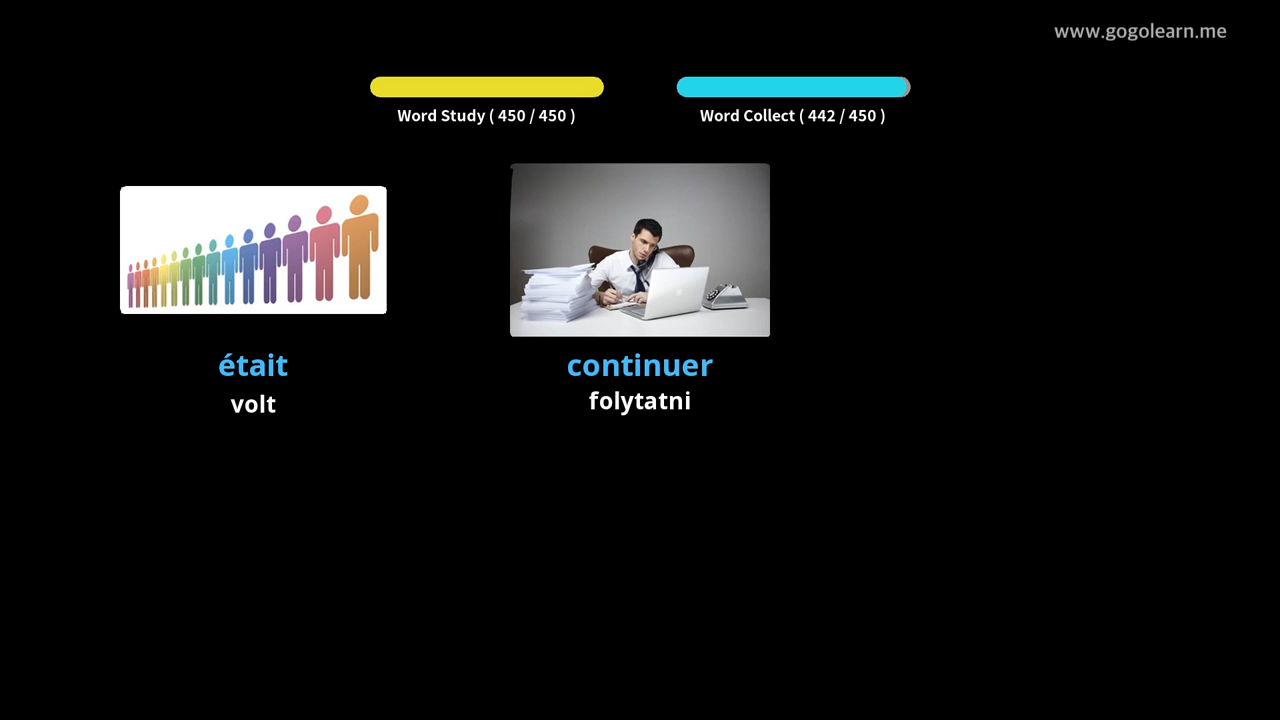 www.gogolearn.me
Word Study ( 450 / 450 )
Word Collect ( 442 / 450 )
était
volt
continuer
folytatni